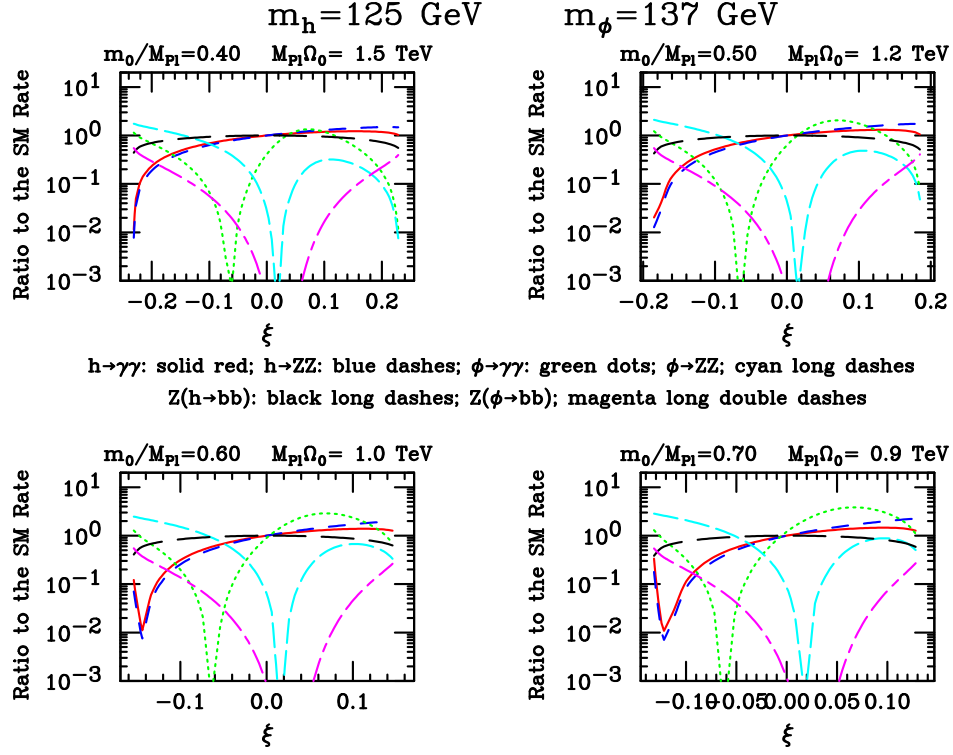 m_h=125 GeV m_ϕ=137 GeV
m_0/M_Pl=0.40 M_PlΩ_0= 1.5 TeV
Ratio to the SM Rate
10^1
10^0
10^−1
10^−2
10^−3
−0.2 −0.1 0.0 0.1 0.2
ξ
m_0/M_Pl=0.50 M_PlΩ_0= 1.2 TeV
Ratio to the SM Rate
10^1
10^0
10^−1
10^−2
10^−3
−0.2 −0.1 0.0 0.1 0.2
ξ
h→γγ: solid red; h→ZZ: blue dashes; ϕ→γγ: green dots; ϕ→ZZ; cyan long dashes
Z(h→bb): black long dashes; Z(ϕ→bb); magenta long double dashes
m_0/M_Pl=0.60 M_PlΩ_0= 1.0 TeV
Ratio to the SM Rate
10^1
10^0
10^−1
10^−2
10^−3
−0.1 0.0 0.1
ξ
m_0/M_Pl=0.70 M_PlΩ_0= 0.9 TeV
Ratio to the SM Rate
10^1
10^0
10^−1
10^−2
10^−3
−0.10 −0.05 0.00 0.05 0.10
ξ